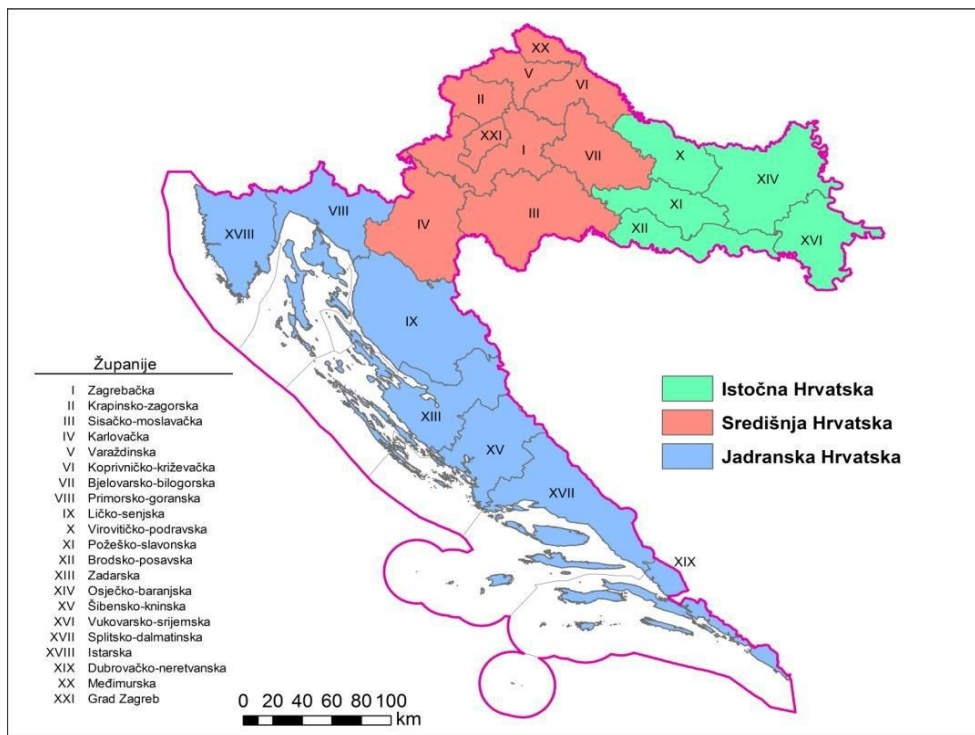 XX
V
VI
II
XXI
I
VII
X
XIV
XI
VIII
XVIII
IV
III
XII
XVI
IX
XIII
XV
XVII
XIX
Županije
I Zagrebačka
II Krapinsko-zagorska
III Sisačko-moslavačka
IV Karlovačka
V Varaždinska
VI Koprivničko-križevačka
VII Bjelovarsko-bilogorska
VIII Primorsko-goranska
IX Ličko-senjska
X Virovitičko-podravska
XI Požeško-slavonska
XII Brodsko-posavska
XIII Zadarska
XIV Osječko-baranjska
XV Šibensko-kninska
XVI Vukovarsko-srijemska
XVII Splitsko-dalmatinska
XVIII Istarska
XIX Dubrovačko-neretvanska
XX Međimurska
XXI Grad Zagreb
Istočna Hrvatska
Središnja Hrvatska
Jadranska Hrvatska
0 20 40 60 80 100
km